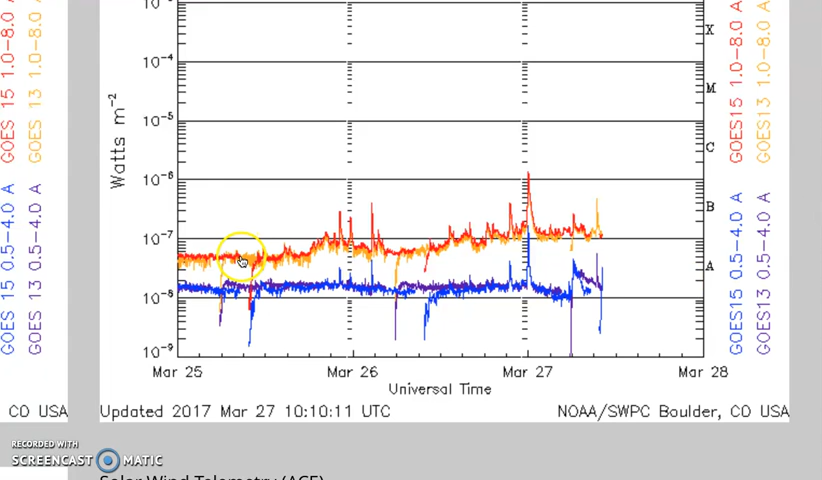 GOES 15 1.0-8.0 A
GOES 13 1.0-8.0 A
GOES 15 0.5-4.0 A
GOES 13 0.5-4.0 A
Watts m-2
10-4
10-5
10-6
10-7
10-8
10-9
X
M
C
B
A
GOES15 1.0-8.0 A
GOES13 1.0-8.0 A
GOES15 0.5-4.0 A
GOES13 0.5-4.0 A
Mar 25
Mar 26
Mar 27
Mar 28
Universal Time
CO USA
Updated 2017 Mar 27 10:10:11 UTC
NOAA/SWPC Boulder, CO USA
RECORDED WITH
SCREENCAST MATIC
Solar Wind Telemetry (ACE)